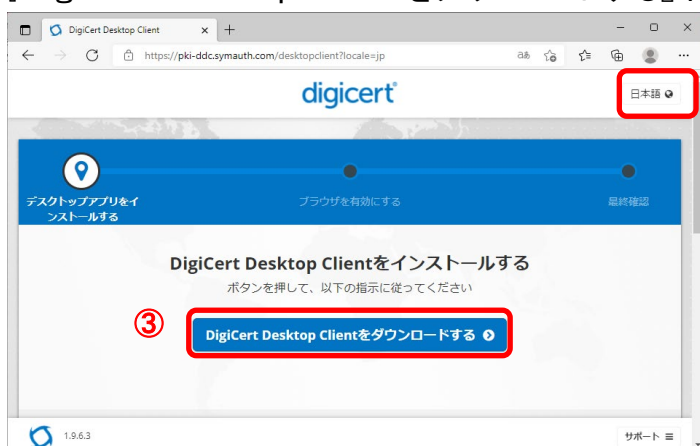 DigiCert Desktop Client
https://pki-ddc.symauth.com/desktopclient?locale=jp
digicert®
日本語
デスクトップアプリをイ
ンストールする
ブラウザを有効にする
最終確認
DigiCert Desktop Clientをインストールする
ボタンを押して、以下の指示に従ってください
③
DigiCert Desktop Clientをダウンロードする
1.9.6.3
サポート